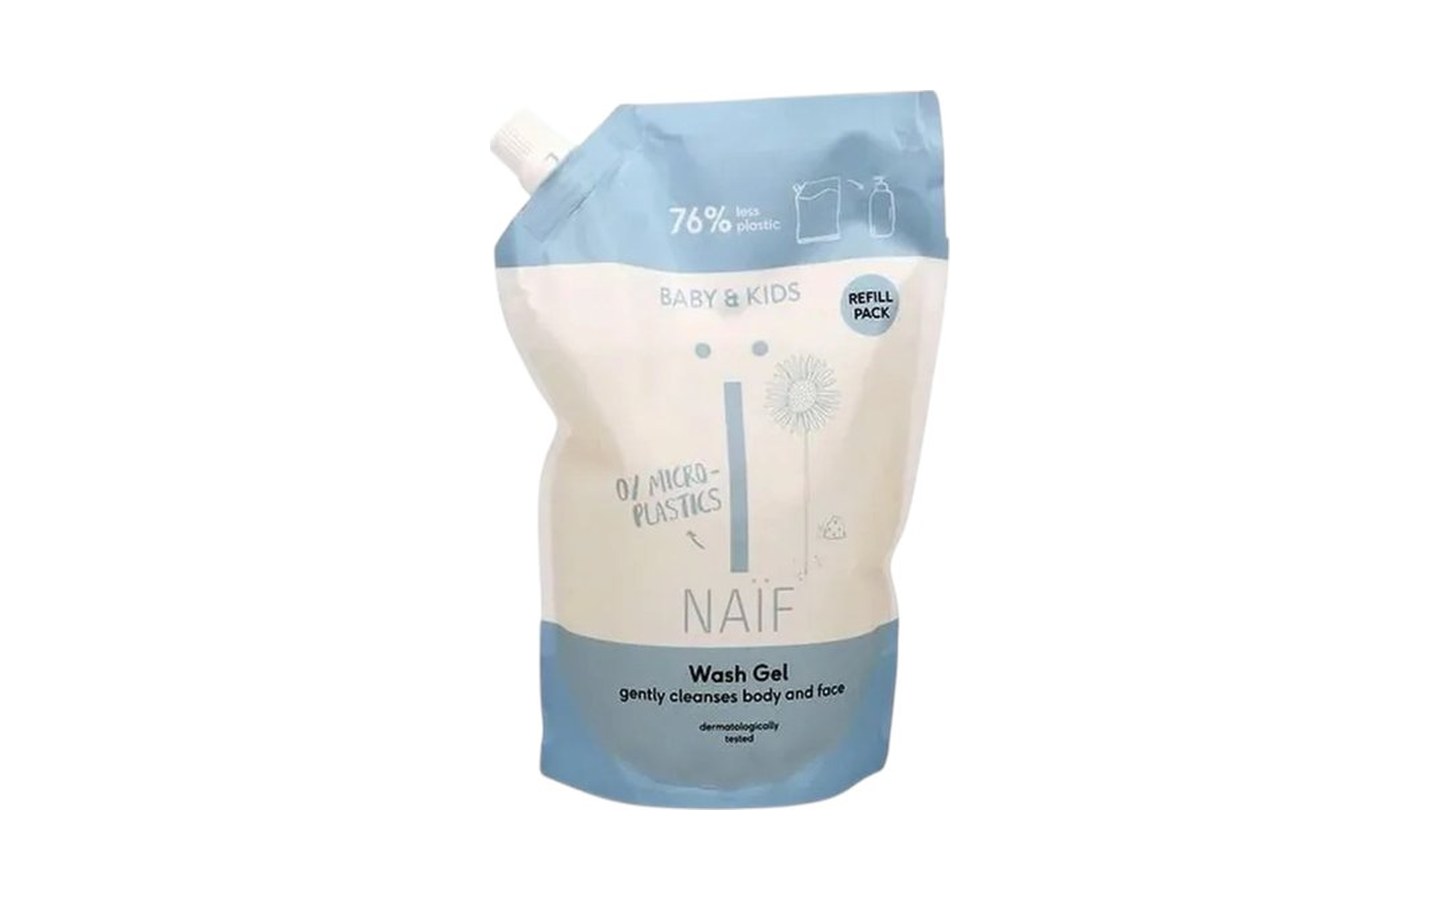 76% less
plastic
BABY & KIDS
REFILL
PACK
0% MICRO-
PLASTICS
NAÏF
Wash Gel
gently cleanses body and face
dermatologically
tested